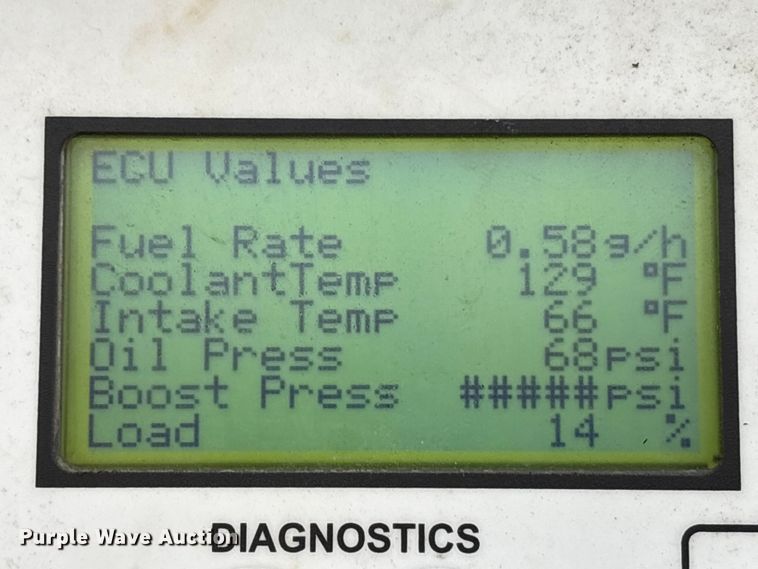 ECU Values
Fuel Rate 0.58g/h
CoolantTemp 129 °F
Intake Temp 66 °F
Oil Press 68psi
Boost Press #####psi
Load 14 %
DIAGNOSTICS
Purple Wave Auction